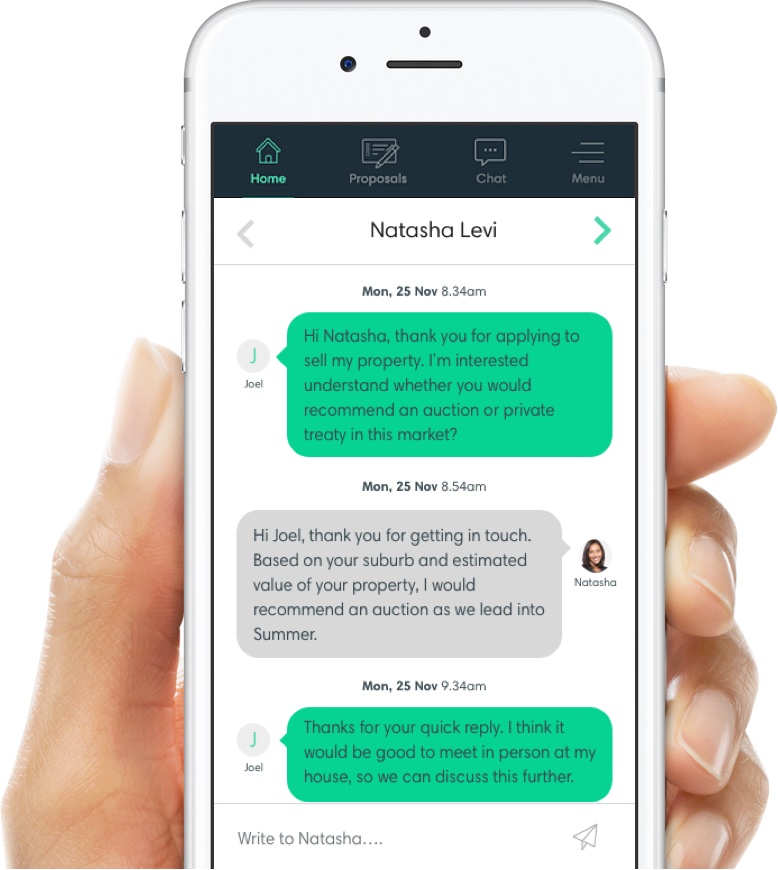 Home
Proposals
Chat
Menu
Natasha Levi
Mon, 25 Nov 8.34am
J
Joel
Hi Natasha, thank you for applying to
sell my property. I'm interested
understand whether you would
recommend an auction or private
treaty in this market?
Mon, 25 Nov 8.54am
Hi Joel, thank you for getting in touch.
Based on your suburb and estimated
value of your property, I would
recommend an auction as we lead into
Summer.
Natasha
Mon, 25 Nov 9.34am
J
Joel
Thanks for your quick reply. I think it
would be good to meet in person at my
house, so we can discuss this further.
Write to Natasha....